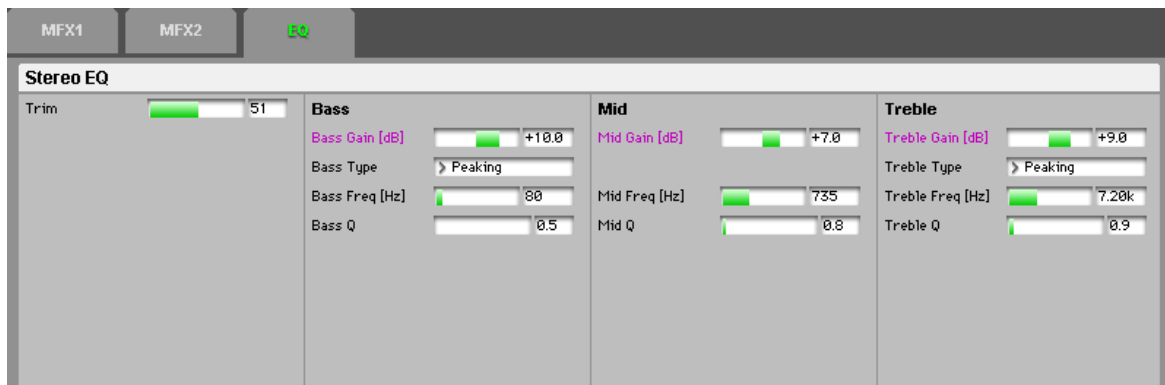 MFX1 MFX2 EQ
Stereo EQ
Trim 51
Bass
Bass Gain [dB] +10.0
Bass Type Peaking
Bass Freq [Hz] 80
Bass Q 0.5
Mid
Mid Gain [dB] +7.0
Mid Freq [Hz] 735
Mid Q 0.8
Treble
Treble Gain [dB] +9.0
Treble Type Peaking
Treble Freq [Hz] 7.20k
Treble Q 0.9